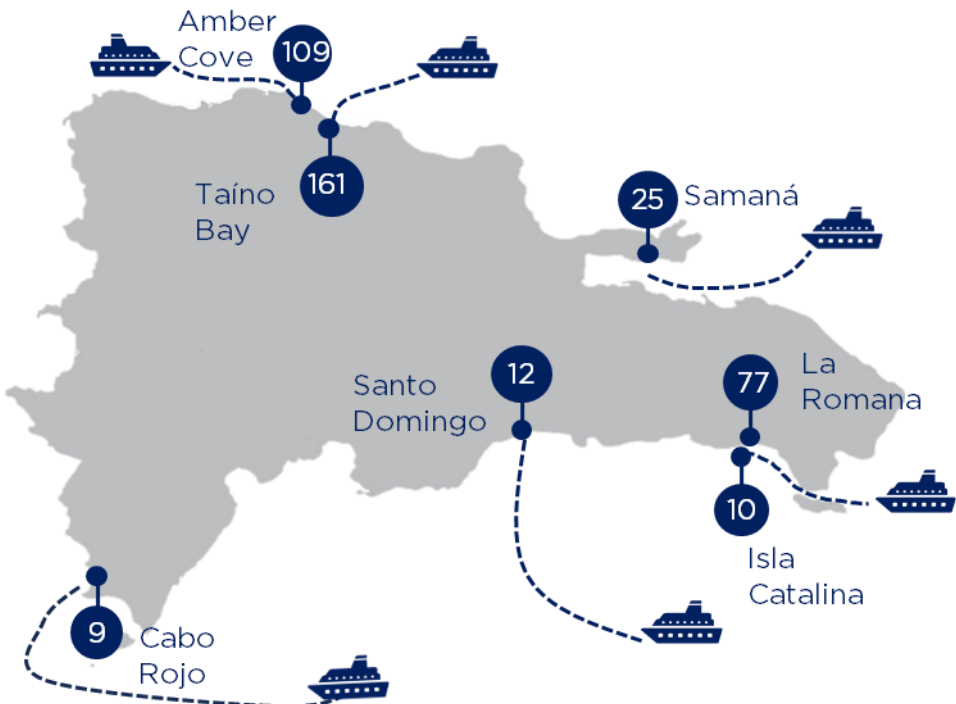 Amber
Cove
109
161
Taíno
Bay
25
Samaná
12
Santo
Domingo
77
La
Romana
10
Isla
Catalina
9
Cabo
Rojo